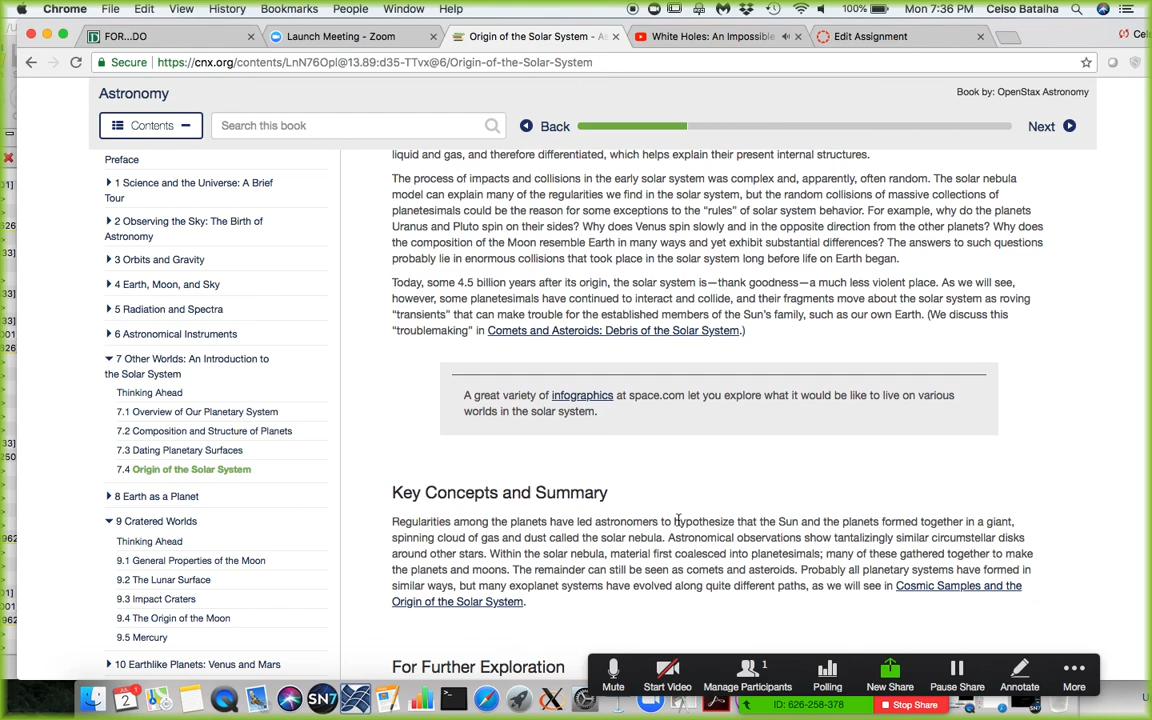 Chrome File Edit View History Bookmarks People Window Help 100% Mon 7:36 PM Celso Batalha
FOR...DO Launch Meeting - Zoom Origin of the Solar System - As White Holes: An Impossible Edit Assignment
Secure https://cnx.org/contents/LnN76Opl@13.89:d35-TTvx@6/Origin-of-the-Solar-System
Astronomy
Book by: OpenStax Astronomy
Contents Search this book Back Next
Preface
1 Science and the Universe: A Brief
Tour
2 Observing the Sky: The Birth of
Astronomy
3 Orbits and Gravity
4 Earth, Moon, and Sky
5 Radiation and Spectra
6 Astronomical Instruments
7 Other Worlds: An Introduction to
the Solar System
Thinking Ahead
7.1 Overview of Our Planetary System
7.2 Composition and Structure of Planets
7.3 Dating Planetary Surfaces
7.4 Origin of the Solar System
8 Earth as a Planet
9 Cratered Worlds
Thinking Ahead
9.1 General Properties of the Moon
9.2 The Lunar Surface
9.3 Impact Craters
9.4 The Origin of the Moon
9.5 Mercury
10 Earthlike Planets: Venus and Mars
liquid and gas, and therefore differentiated, which helps explain their present internal structures.
The process of impacts and collisions in the early solar system was complex and, apparently, often random. The solar nebula
model can explain many of the regularities we find in the solar system, but the random collisions of massive collections of
planetesimals could be the reason for some exceptions to the “rules” of solar system behavior. For example, why do the planets
Uranus and Pluto spin on their sides? Why does Venus spin slowly and in the opposite direction from the other planets? Why does
the composition of the Moon resemble Earth in many ways and yet exhibit substantial differences? The answers to such questions
probably lie in enormous collisions that took place in the solar system long before life on Earth began.
Today, some 4.5 billion years after its origin, the solar system is—thank goodness—a much less violent place. As we will see,
however, some planetesimals have continued to interact and collide, and their fragments move about the solar system as roving
“transients” that can make trouble for the established members of the Sun’s family, such as our own Earth. (We discuss this
“troublemaking” in Comets and Asteroids: Debris of the Solar System.)
A great variety of infographics at space.com let you explore what it would be like to live on various
worlds in the solar system.
Key Concepts and Summary
Regularities among the planets have led astronomers to hypothesize that the Sun and the planets formed together in a giant,
spinning cloud of gas and dust called the solar nebula. Astronomical observations show tantalizingly similar circumstellar disks
around other stars. Within the solar nebula, material first coalesced into planetesimals; many of these gathered together to make
the planets and moons. The remainder can still be seen as comets and asteroids. Probably all planetary systems have formed in
similar ways, but many exoplanet systems have evolved along quite different paths, as we will see in Cosmic Samples and the
Origin of the Solar System.
For Further Exploration
1
Mute Start Video Manage Participants Polling New Share Pause Share Annotate More
ID: 626-258-378 Stop Share
2 SN7